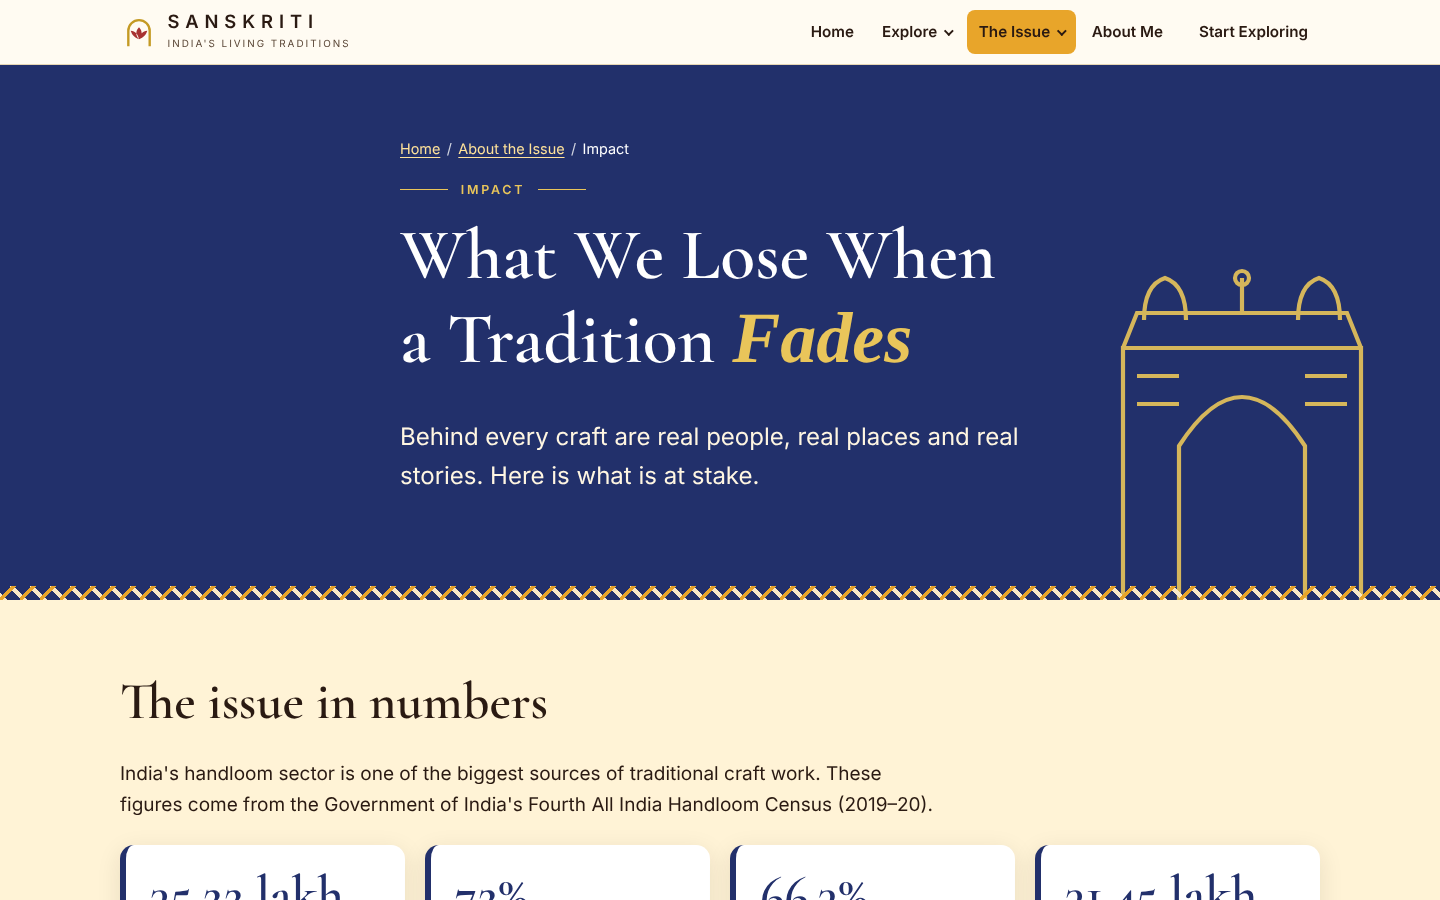 SANSKRITI
INDIA'S LIVING TRADITIONS
Home Explore The Issue About Me Start Exploring
Home / About the Issue / Impact
IMPACT
What We Lose When
a Tradition Fades
Behind every craft are real people, real places and real
stories. Here is what is at stake.
The issue in numbers
India's handloom sector is one of the biggest sources of traditional craft work. These
figures come from the Government of India's Fourth All India Handloom Census (2019–20).
lakh 72% lakh